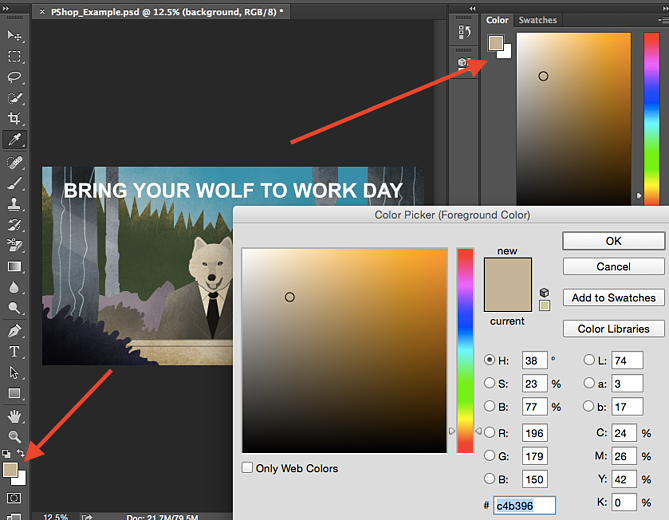 × PShop_Example.psd @ 12.5% (background, RGB/8) *
Color Swatches
BRING YOUR WOLF TO WORK DAY
Color Picker (Foreground Color)
new
current
OK
Cancel
Add to Swatches
Color Libraries
H: 38 °
S: 23 %
B: 77 %
R: 196
G: 179
B: 150
# c4b396
L: 74
a: 3
b: 17
C: 24 %
M: 26 %
Y: 42 %
K: 0 %
Only Web Colors
T
12.5% Doc: 21.7M/79.5M